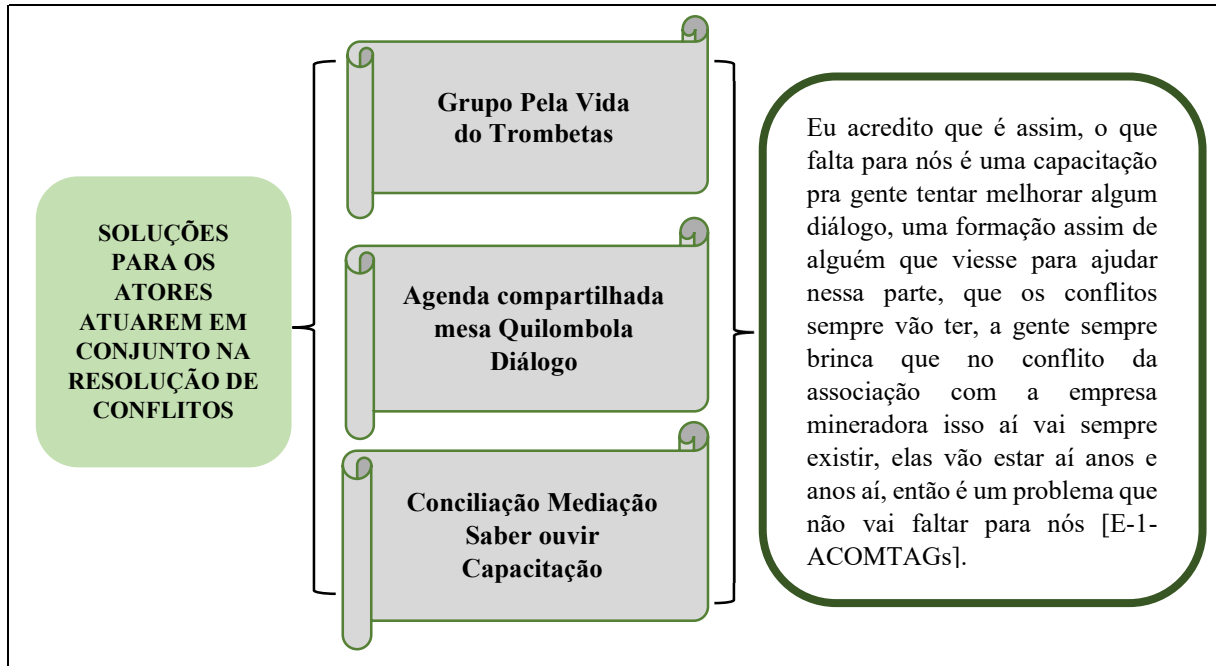 SOLUÇÕES
PARA OS
ATORES
ATUAREM EM
CONJUNTO NA
RESOLUÇÃO DE
CONFLITOS
Grupo Pela Vida
do Trombetas
Agenda compartilhada
mesa Quilombola
Diálogo
Conciliação Mediação
Saber ouvir
Capacitação
Eu acredito que é assim, o que
falta para nós é uma capacitação
pra gente tentar melhorar algum
diálogo, uma formação assim de
alguém que viesse para ajudar
nessa parte, que os conflitos
sempre vão ter, a gente sempre
brinca que no conflito da
associação com a empresa
mineradora isso aí vai sempre
existir, elas vão estar aí anos e
anos aí, então é um problema que
não vai faltar para nós [E-1-
ACOMTAGs].